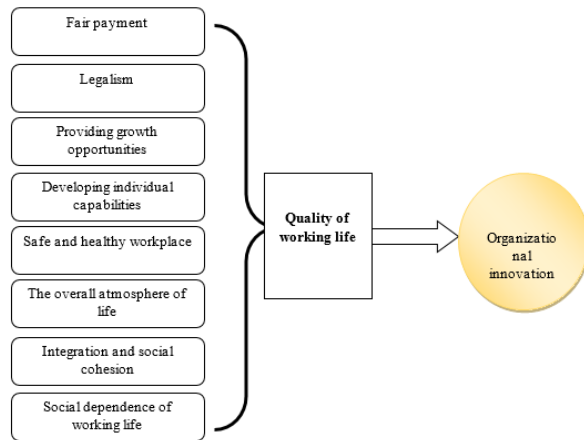 Fair payment
Legalism
Providing growth
opportunities
Developing individual
capabilities
Safe and healthy workplace
The overall atmosphere of
life
Integration and social
cohesion
Social dependence of
working life
Quality of
working life
Organizatio
nal
innovation